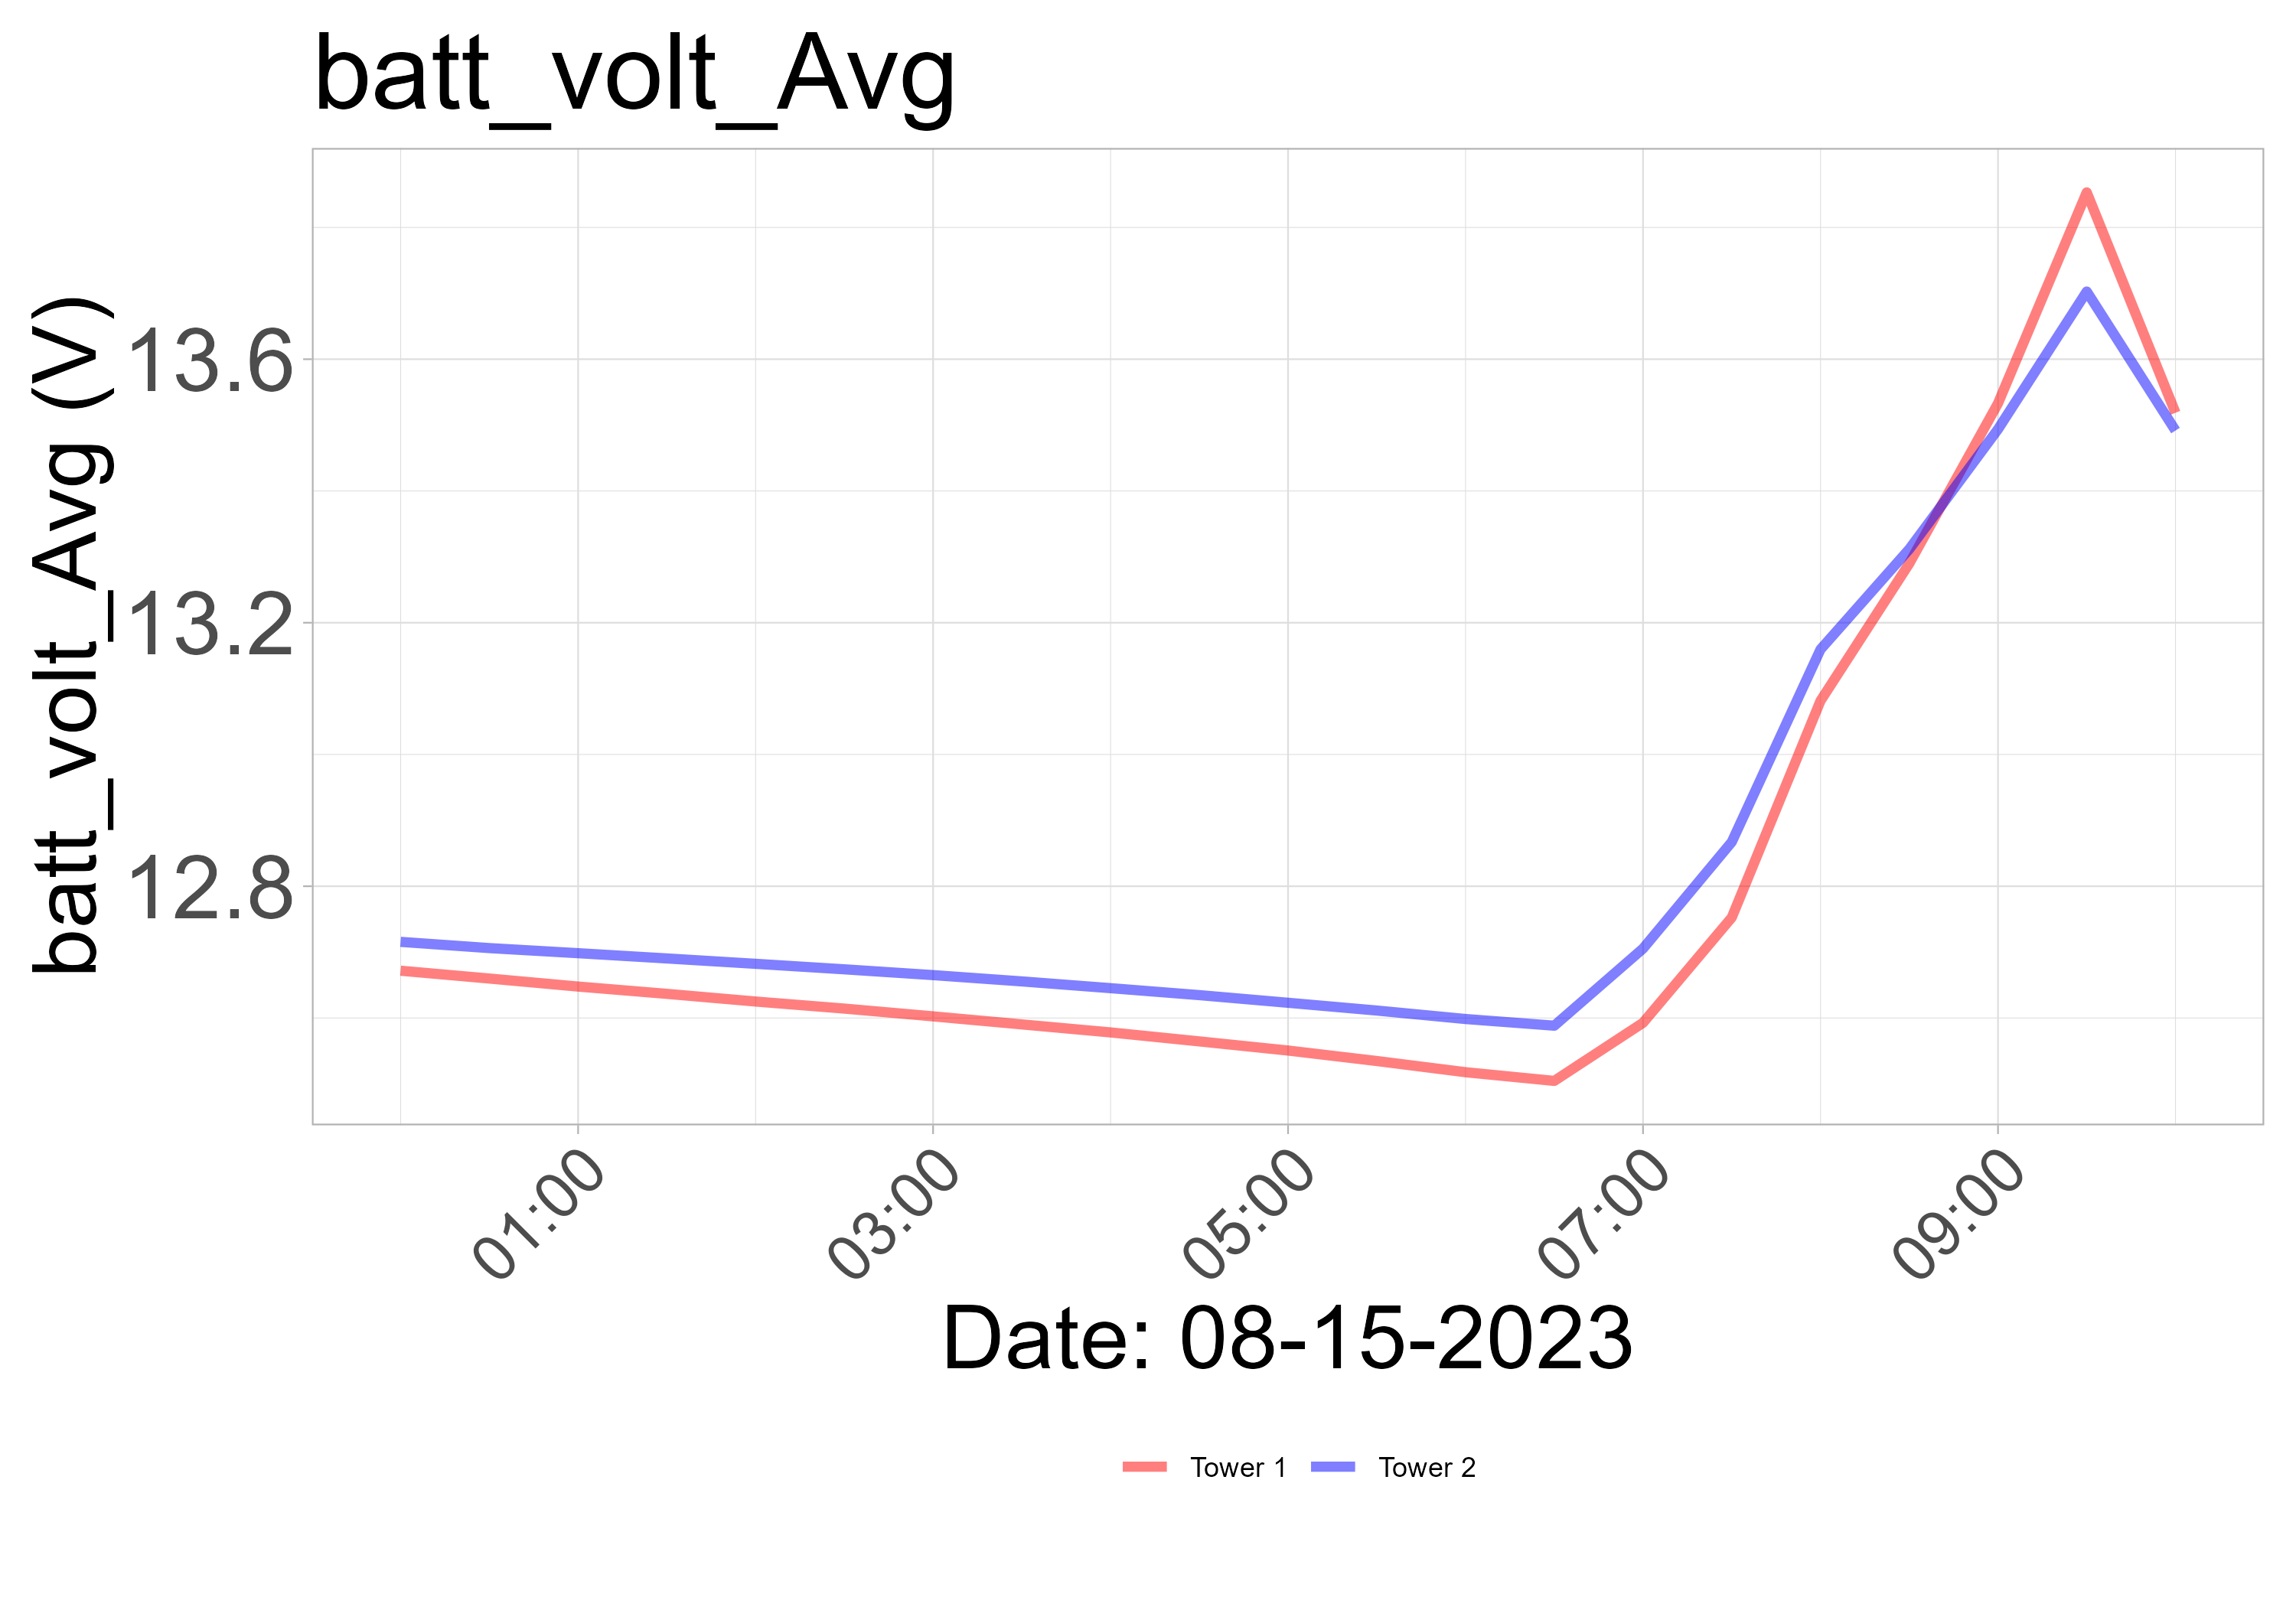 batt_volt_Avg
batt_volt_Avg (V)
13.6
13.2
12.8
01:00
03:00
05:00
07:00
09:00
Date: 08-15-2023
Tower 1
Tower 2